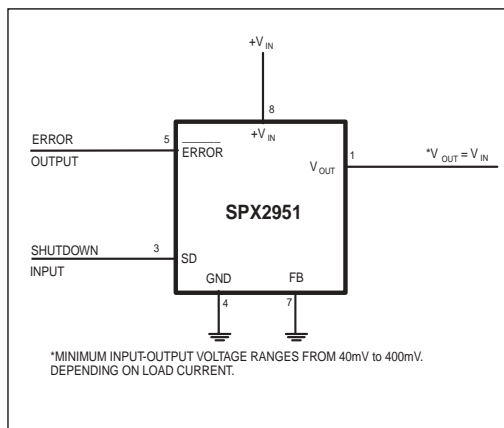 +V IN
8
+V IN
ERROR
OUTPUT
5
ERROR
V OUT
1
*V OUT = V IN
SPX2951
SHUTDOWN
INPUT
3
SD
GND
FB
4
7
*MINIMUM INPUT-OUTPUT VOLTAGE RANGES FROM 40mV to 400mV.
DEPENDING ON LOAD CURRENT.